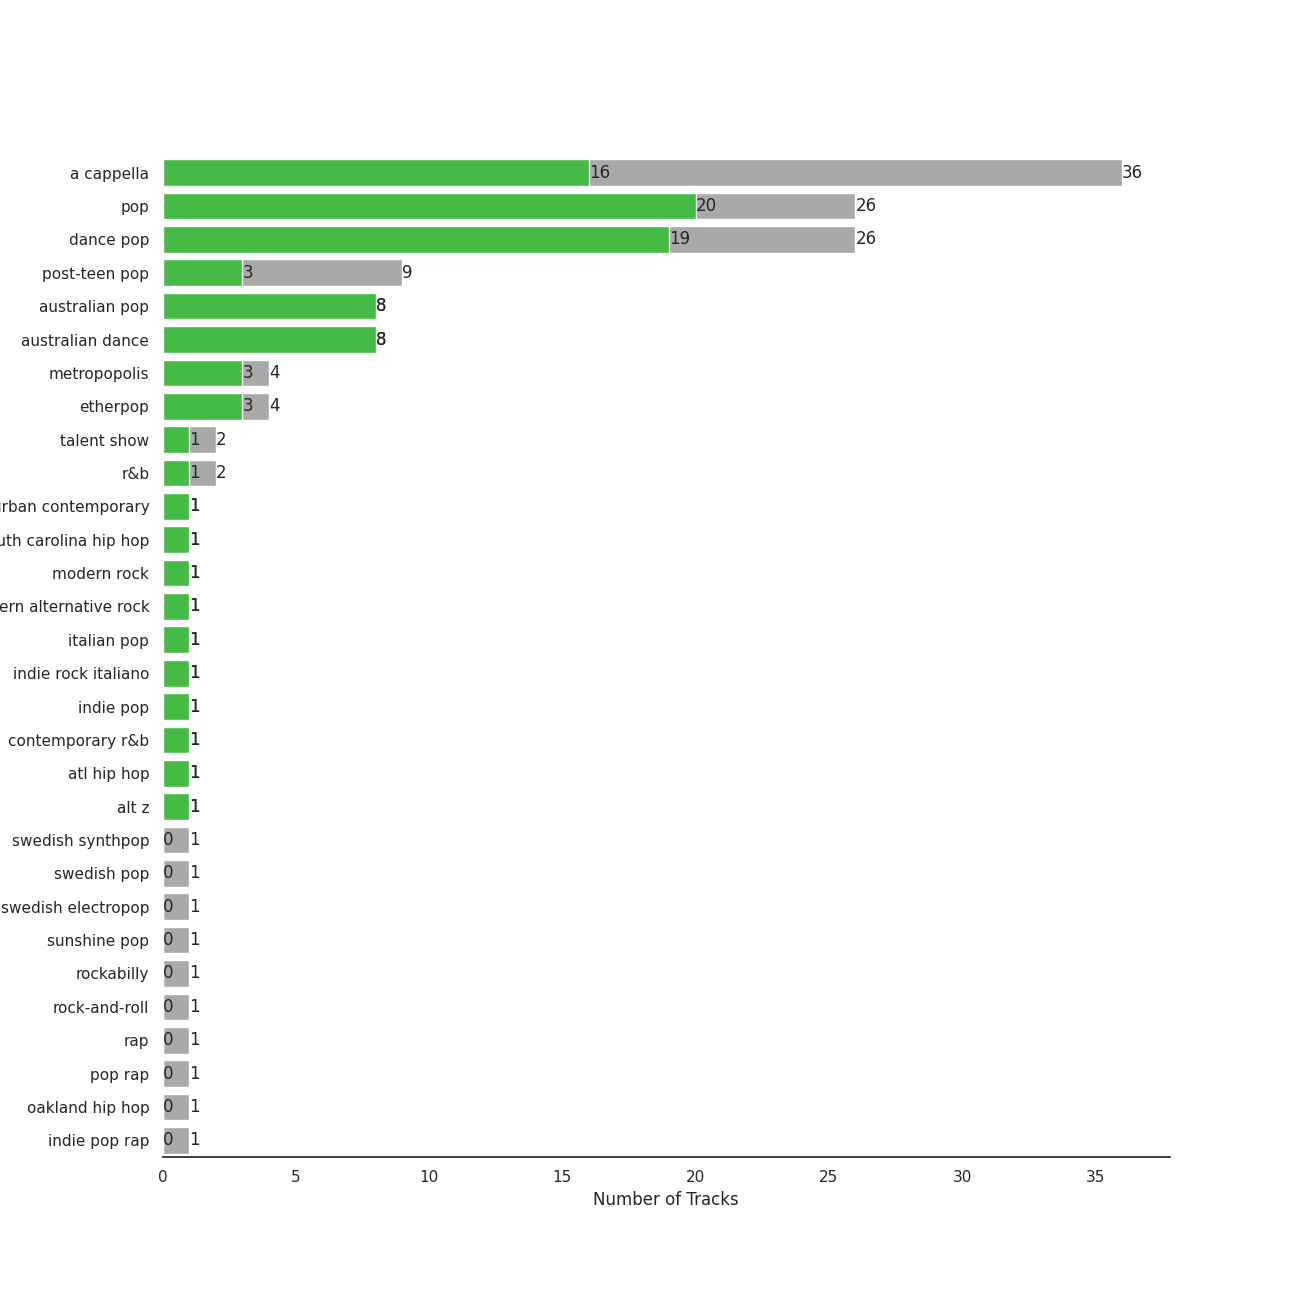 a cappella 16 36
pop 20 26
dance pop 19 26
post-teen pop 3 9
australian pop 8
australian dance 8
metropopolis 3 4
etherpop 3 4
talent show 1 2
r&b 1 2
contemporary 1
carolina hip hop 1
modern rock 1
alternative rock 1
italian pop 1
indie rock italiano 1
indie pop 1
contemporary r&b 1
atl hip hop 1
alt z 1
swedish synthpop 0 1
swedish pop 0 1
swedish electropop 0 1
sunshine pop 0 1
rockabilly 0 1
rock-and-roll 0 1
rap 0 1
pop rap 0 1
oakland hip hop 0 1
indie pop rap 0 1
0 5 10 15 20 25 30 35
Number of Tracks